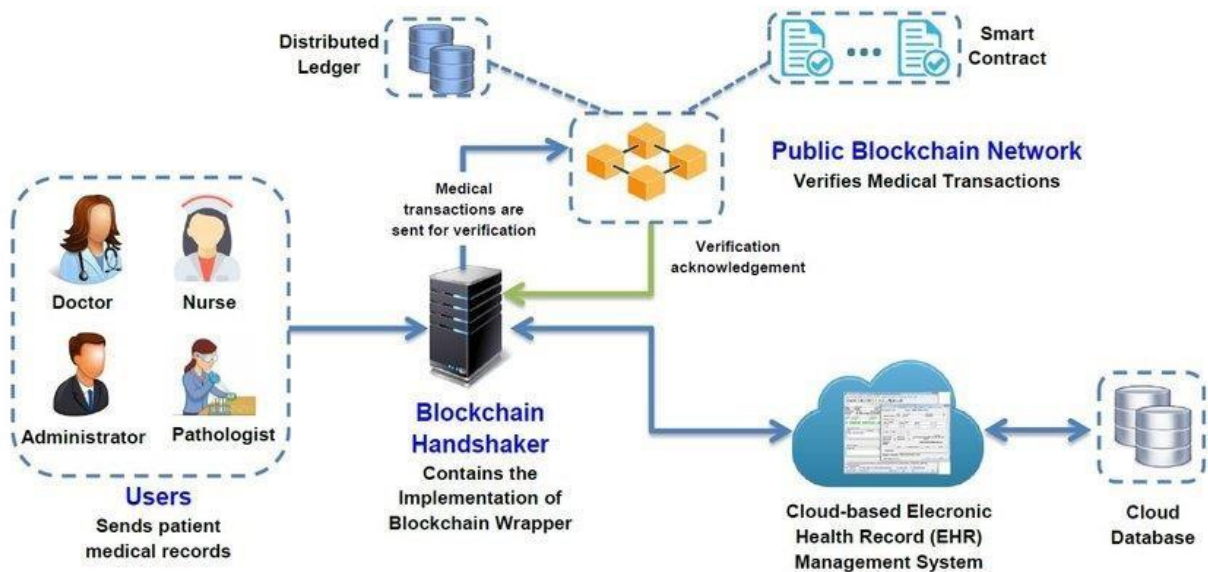 Distributed
Ledger
Smart
Contract
Public Blockchain Network
Verifies Medical Transactions
Medical
transactions are
sent for verification
Verification
acknowledgement
Doctor
Nurse
Administrator
Pathologist
Users
Sends patient
medical records
Blockchain
Handshaker
Contains the
Implementation of
Blockchain Wrapper
Cloud-based Elecronic
Health Record (EHR)
Management System
Cloud
Database